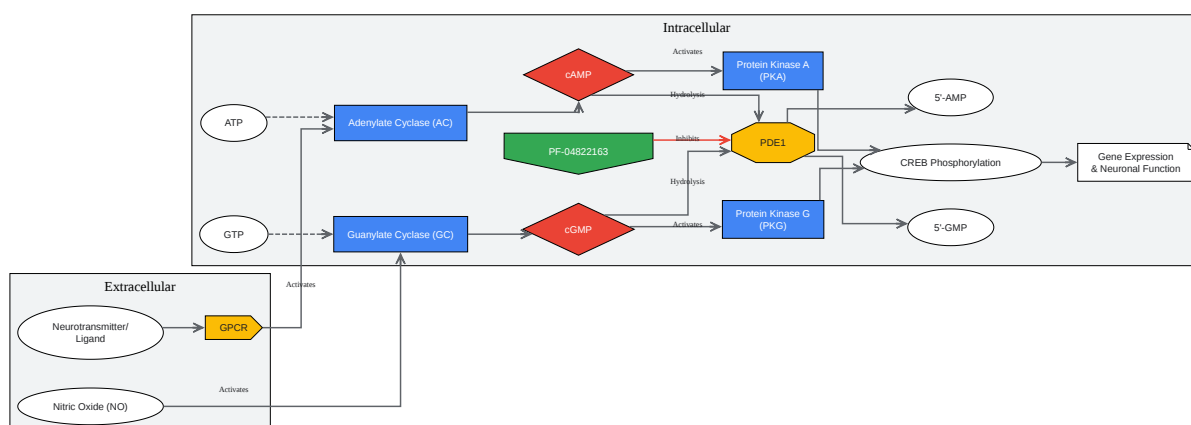 Intracellular
Activates
cAMP
Protein Kinase A
(PKA)
Hydrolysis
5'-AMP
ATP
Adenylate Cyclase (AC)
PF-04822163
Inhibits
PDE1
CREB Phosphorylation
Gene Expression
& Neuronal Function
Hydrolysis
GTP
Guanylate Cyclase (GC)
cGMP
Activates
Protein Kinase G
(PKG)
5'-GMP
Extracellular
Activates
Neurotransmitter/
Ligand
GPCR
Activates
Nitric Oxide (NO)